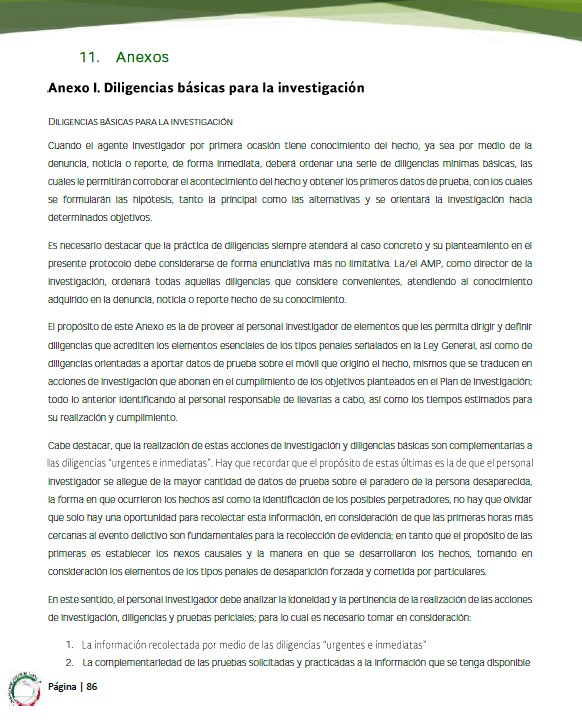 11. Anexos
Anexo I. Diligencias básicas para la investigación
DILIGENCIAS BÁSICAS PARA LA INVESTIGACIÓN
Cuando el agente investigador por primera ocasión tiene conocimiento del hecho, ya sea por medio de la
denuncia, noticia o reporte, de forma inmediata, deberá ordenar una serie de diligencias mínimas básicas, las
cuales le permitirán corroborar el acontecimiento del hecho y obtener los primeros datos de prueba, con los cuales
se formularán las hipótesis, tanto la principal como las alternativas y se orientará la investigación hacia
determinados objetivos.
Es necesario destacar que la práctica de diligencias siempre atenderá al caso concreto y su planteamiento en el
presente protocolo debe considerarse de forma enunciativa más no limitativa. La/el AMP, como director de la
investigación, ordenará todas aquellas diligencias que considere convenientes, atendiendo al conocimiento
adquirido en la denuncia, noticia o reporte hecho de su conocimiento.
El propósito de este Anexo es la de proveer al personal investigador de elementos que les permita dirigir y definir
diligencias que acrediten los elementos esenciales de los tipos penales señalados en la Ley General, así como de
diligencias orientadas a aportar datos de prueba sobre el móvil que originó el hecho, mismos que se traducen en
acciones de investigación que abonan en el cumplimiento de los objetivos planteados en el Plan de Investigación;
todo lo anterior identificando al personal responsable de llevarlas a cabo, así como los tiempos estimados para
su realización y cumplimiento.
Cabe destacar, que la realización de estas acciones de investigación y diligencias básicas son complementarias a
las diligencias “urgentes e inmediatas”. Hay que recordar que el propósito de estas últimas es la de que el personal
investigador se allegue de la mayor cantidad de datos de prueba sobre el paradero de la persona desaparecida,
la forma en que ocurrieron los hechos así como la identificación de los posibles perpetradores, no hay que olvidar
que solo hay una oportunidad para recolectar esta información, en consideración de que las primeras horas más
cercanas al evento delictivo son fundamentales para la recolección de evidencia; en tanto que el propósito de las
primeras es establecer los nexos causales y la manera en que se desarrollaron los hechos, tomando en
consideración los elementos de los tipos penales de desaparición forzada y cometida por particulares.
En este sentido, el personal investigador debe analizar la idoneidad y la pertinencia de la realización de las acciones
de investigación, diligencias y pruebas periciales; para lo cual es necesario tomar en consideración:
1. La información recolectada por medio de las diligencias “urgentes e inmediatas”
2. La complementariedad de las pruebas solicitadas y practicadas a la información que se tenga disponible
Página | 86